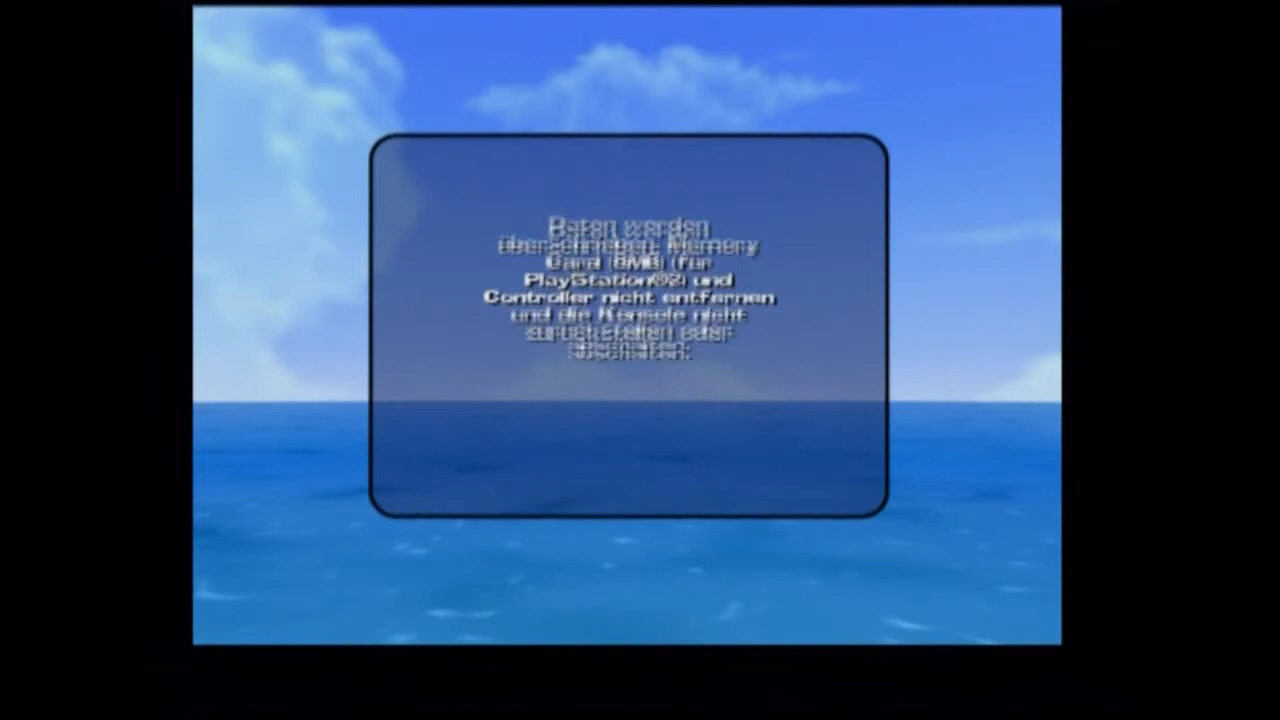 Daten werden
überschrieben. Memory
Card (8MB) (für
PlayStation®2) und
Controller nicht entfernen
und die Konsole nicht
zurückstellen oder
abschalten.